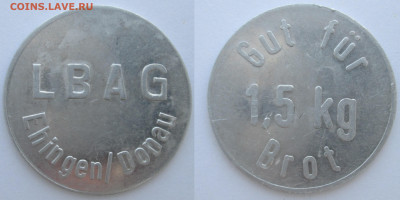 COINS.LAVE.RU
LBAG
Ehingen/Donau
Gut für
1,5 kg
Brot